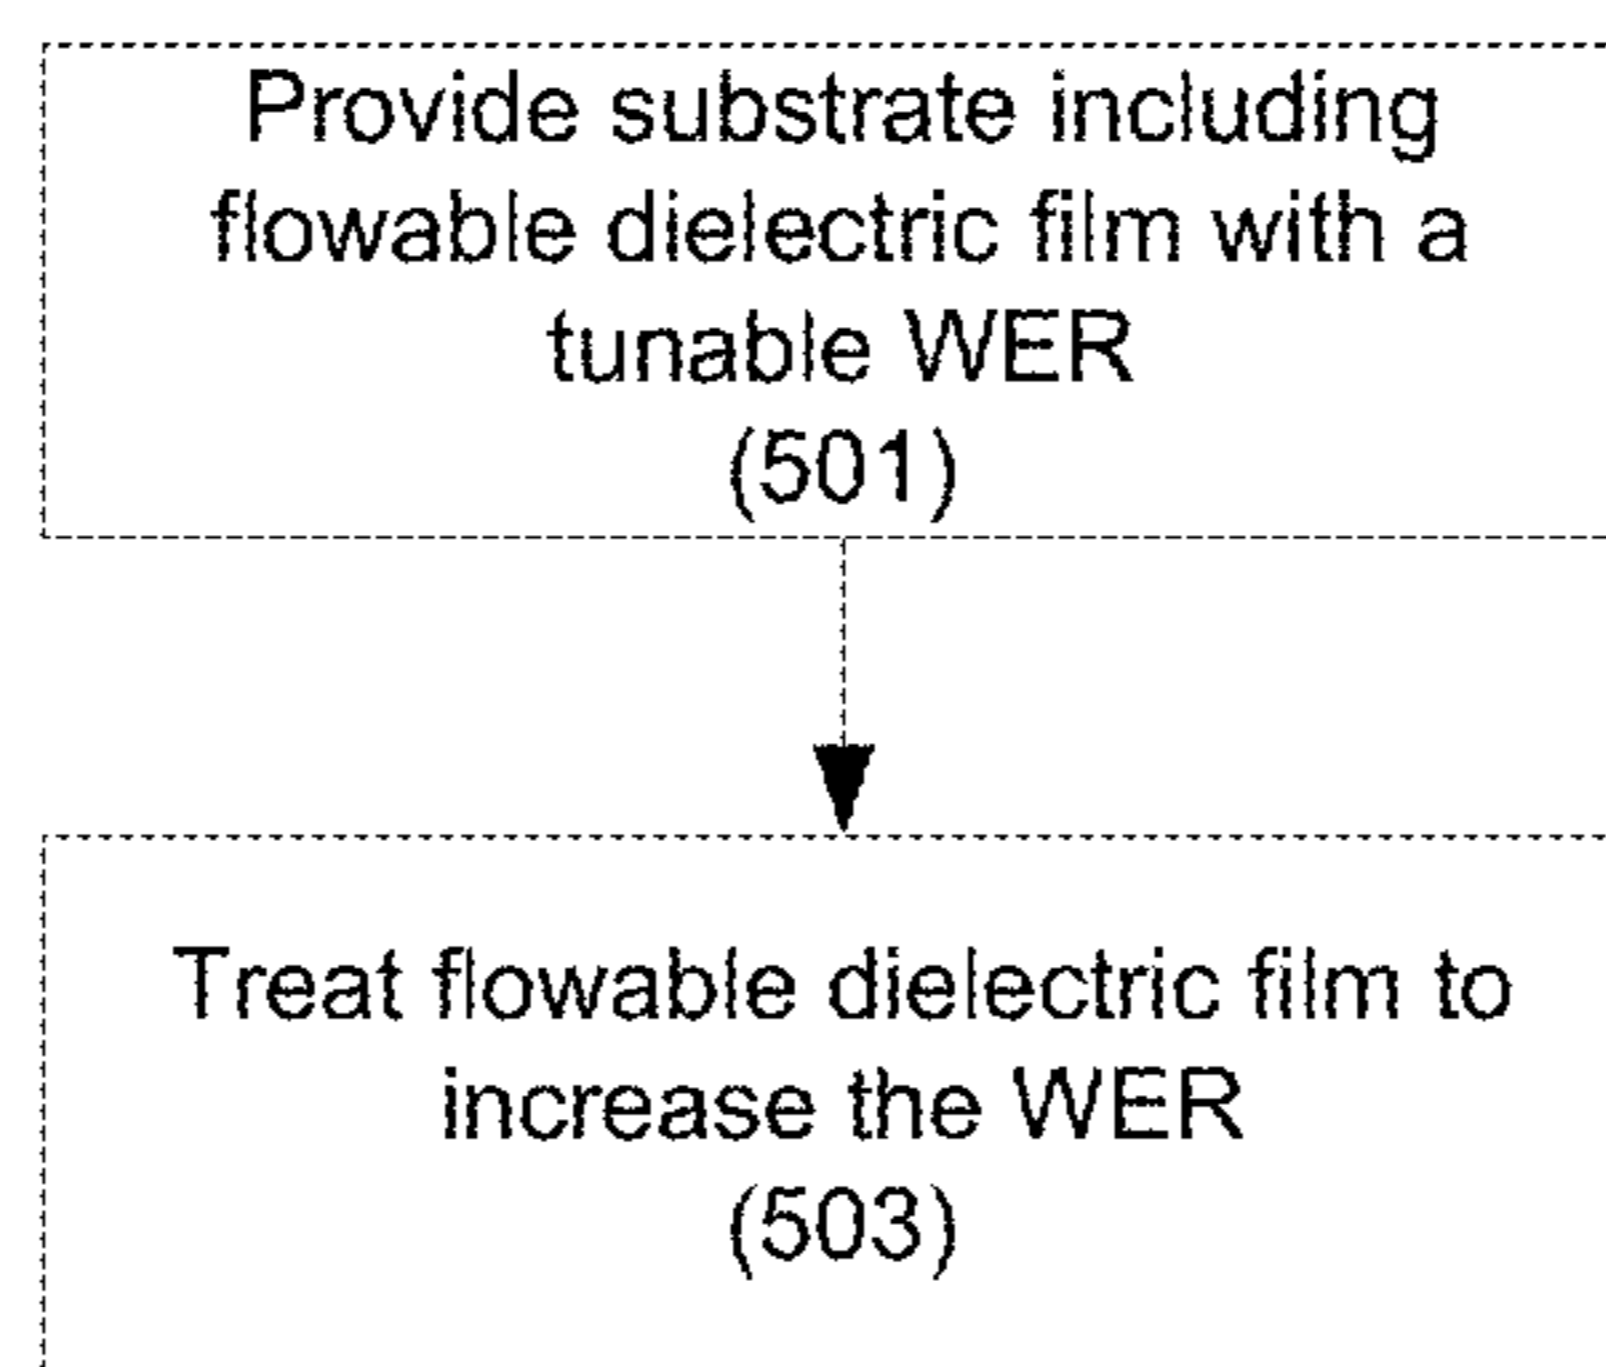 Provide substrate including
flowable dielectric film with a
tunable WER
(501)
Treat flowable dielectric film to
increase the WER
(503)